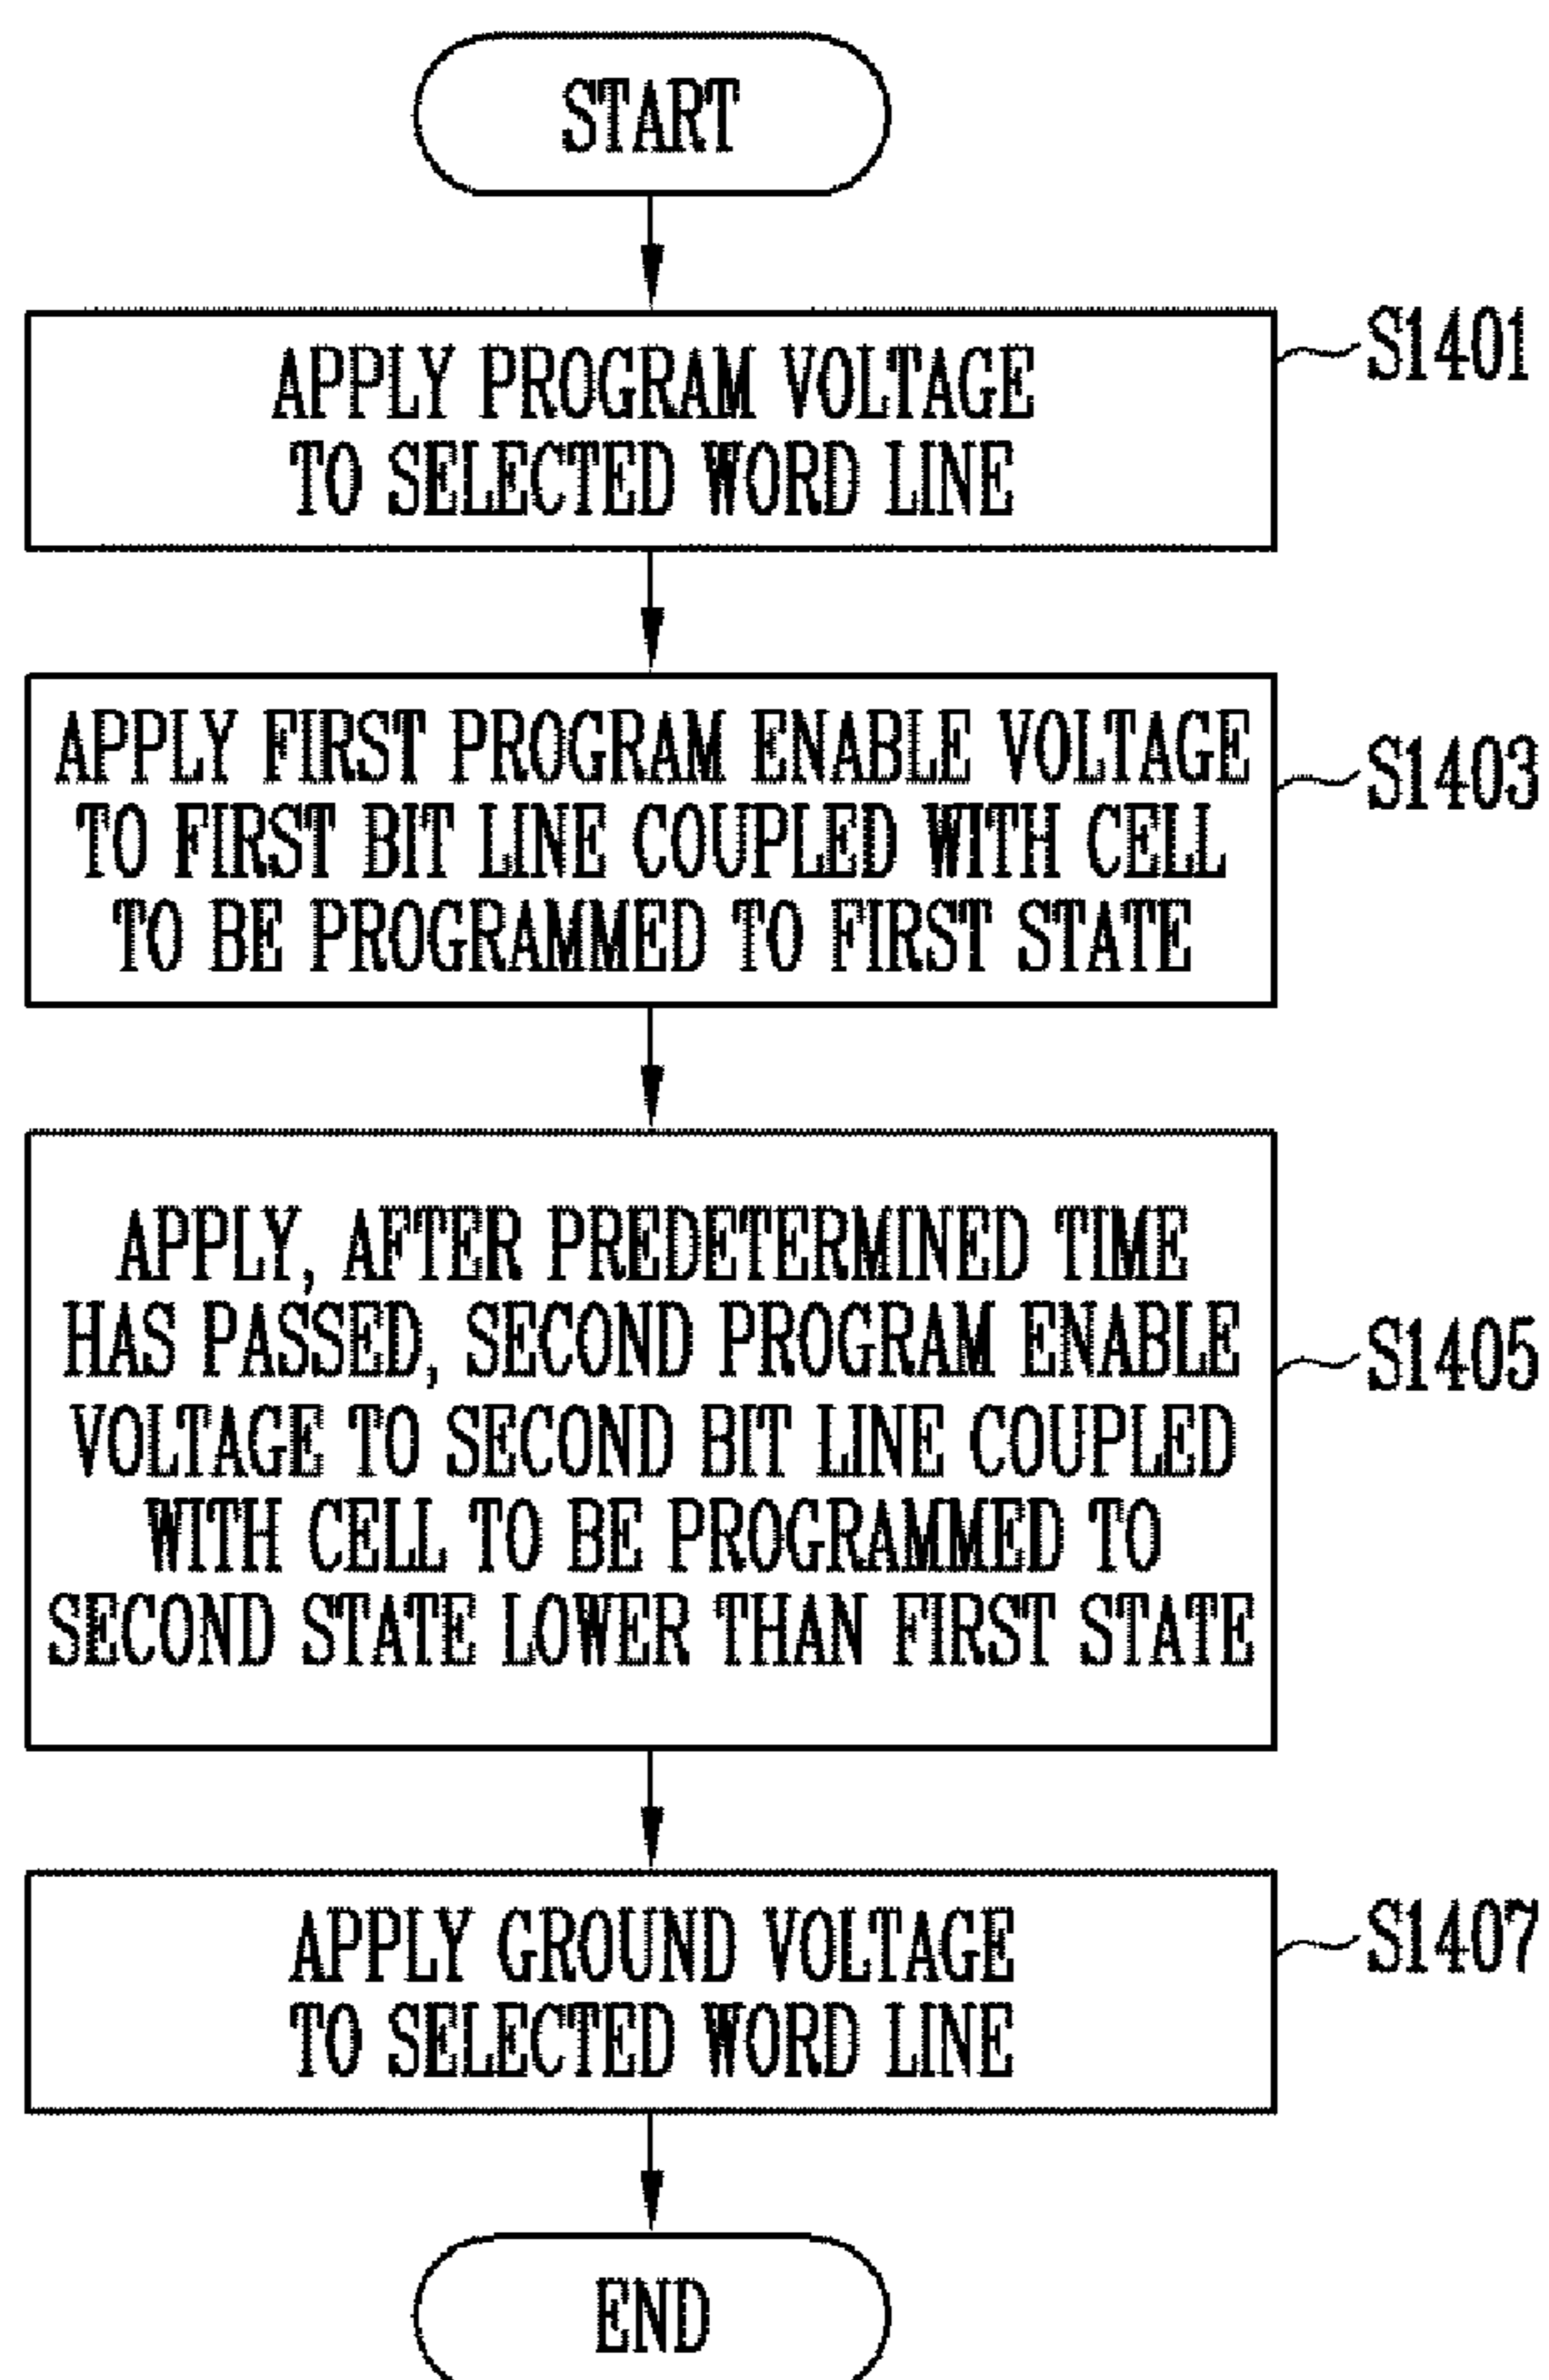 START
APPLY PROGRAM VOLTAGE
TO SELECTED WORD LINE
S1401
APPLY FIRST PROGRAM ENABLE VOLTAGE
TO FIRST BIT LINE COUPLED WITH CELL
TO BE PROGRAMMED TO FIRST STATE
S1403
APPLY, AFTER PREDETERMINED TIME
HAS PASSED, SECOND PROGRAM ENABLE
VOLTAGE TO SECOND BIT LINE COUPLED
WITH CELL TO BE PROGRAMMED TO
SECOND STATE LOWER THAN FIRST STATE
S1405
APPLY GROUND VOLTAGE
TO SELECTED WORD LINE
S1407
END